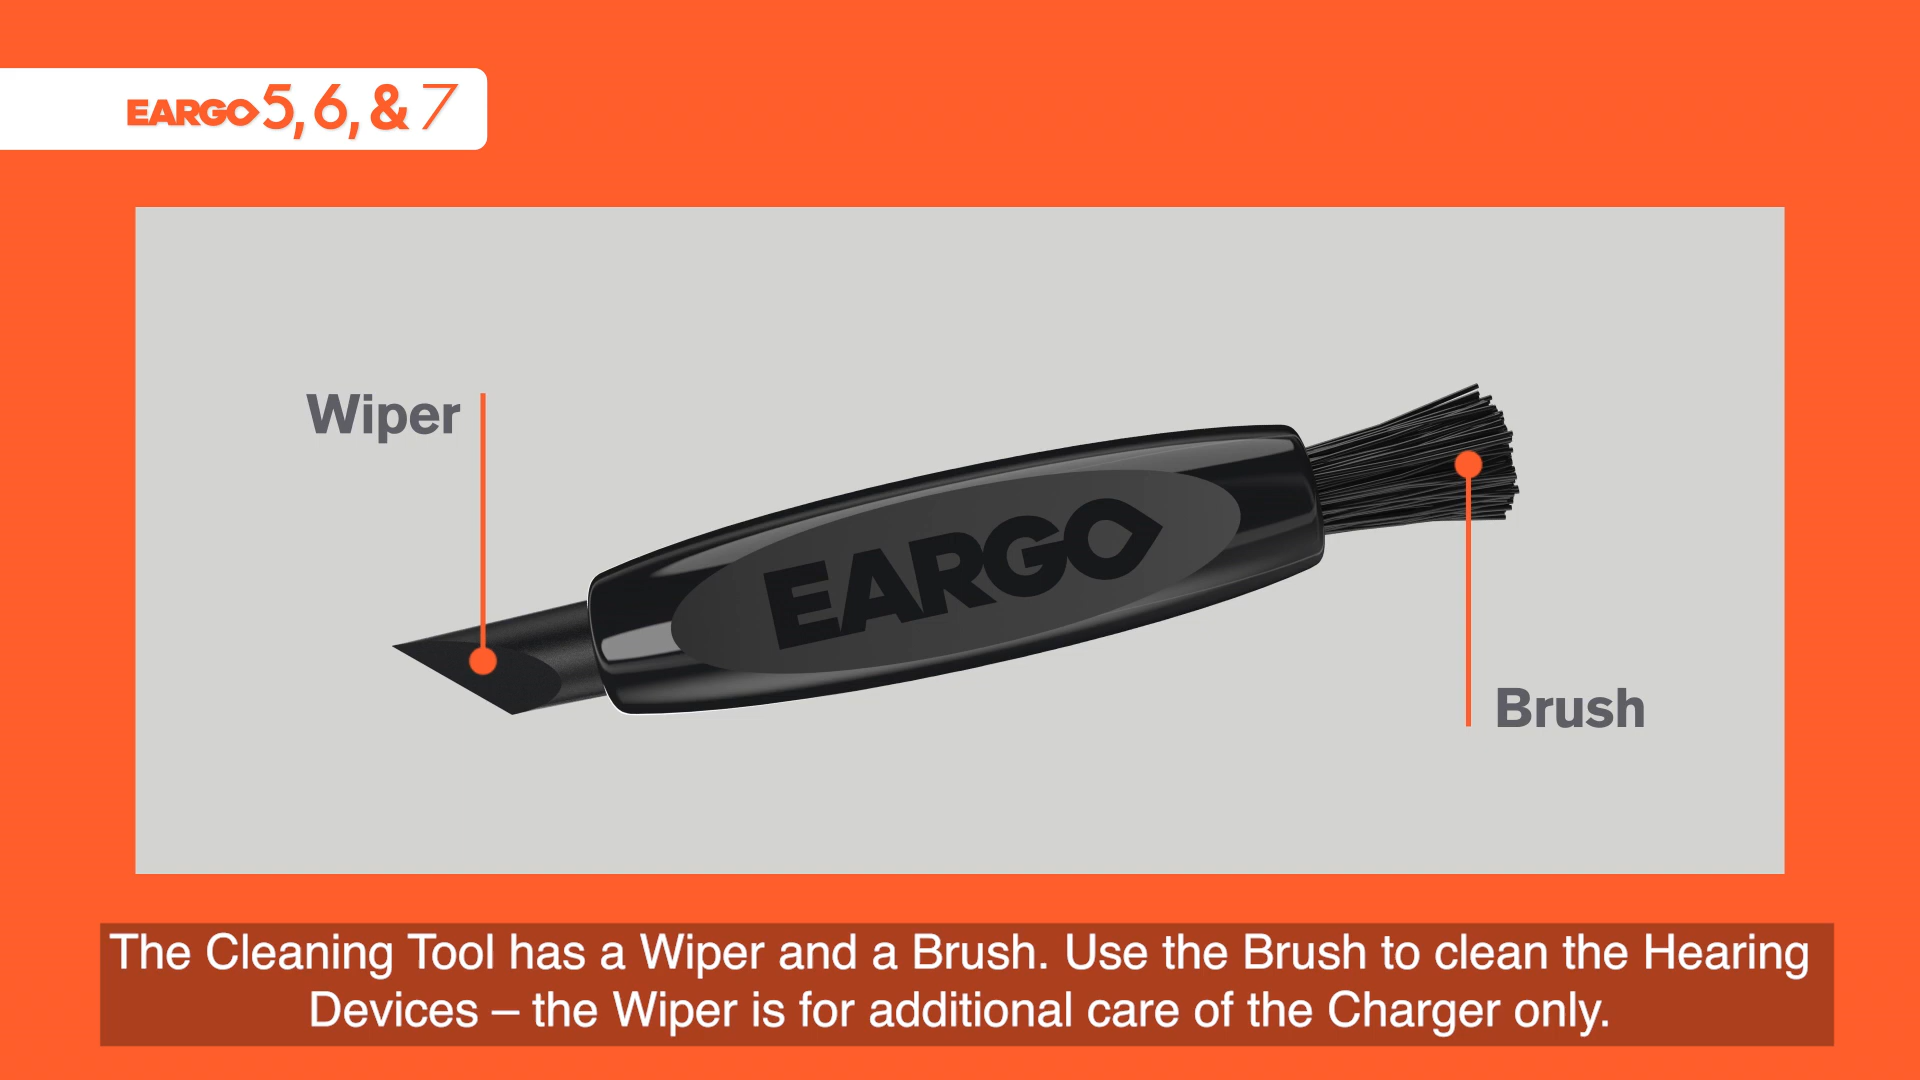 EARGO 5, 6, & 7
Wiper
EARGO
Brush
The Cleaning Tool has a Wiper and a Brush. Use the Brush to clean the Hearing
Devices – the Wiper is for additional care of the Charger only.